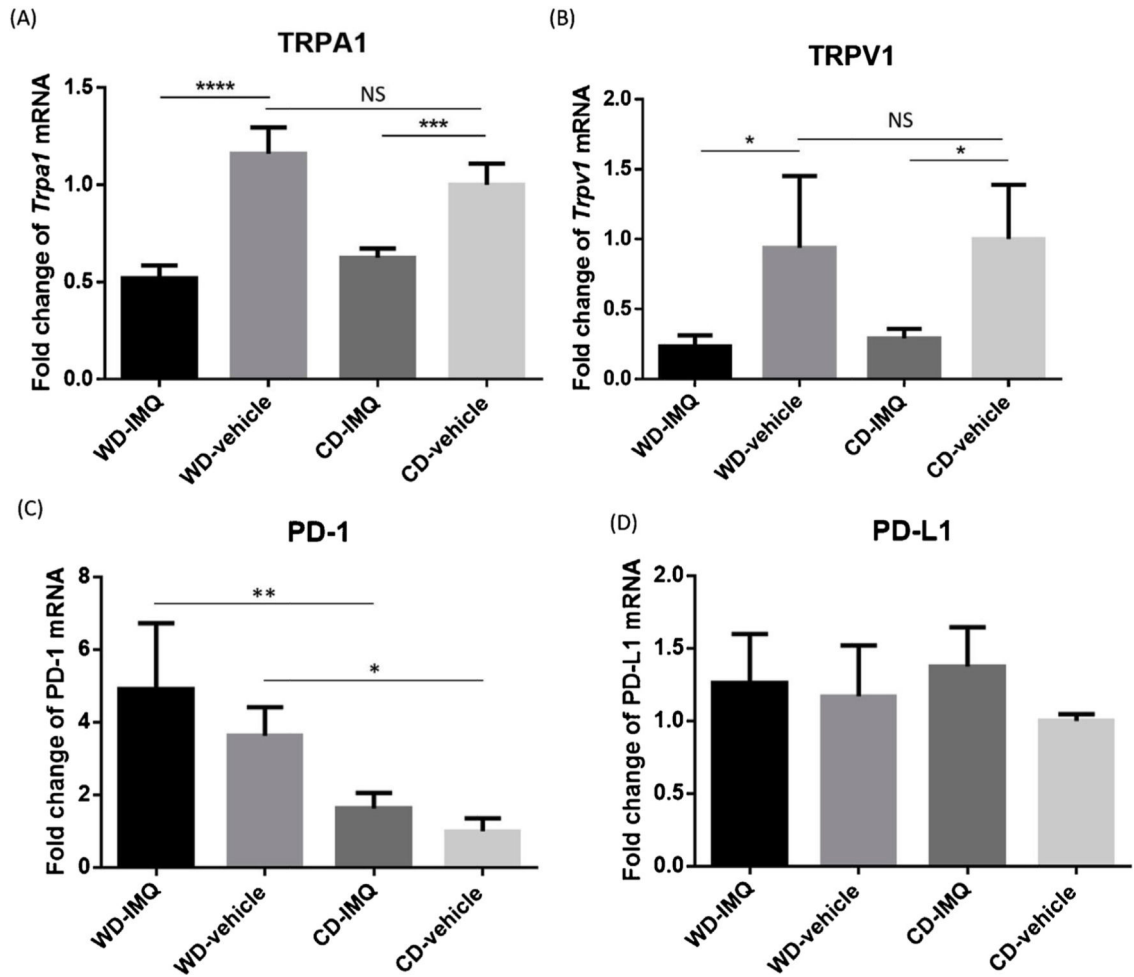 (A)
TRPA1
Fold change of Trpa1 mRNA
1.5
1.0
0.5
0.0
****
NS
***
WD-IMQ
WD-vehicle
CD-IMQ
CD-vehicle
(B)
TRPV1
Fold change of Trpv1 mRNA
2.0
1.5
1.0
0.5
0.0
*
NS
*
WD-IMQ
WD-vehicle
CD-IMQ
CD-vehicle
(C)
PD-1
Fold change of PD-1 mRNA
8
6
4
2
0
**
*
WD-IMQ
WD-vehicle
CD-IMQ
CD-vehicle
(D)
PD-L1
Fold change of PD-L1 mRNA
2.0
1.5
1.0
0.5
0.0
WD-IMQ
WD-vehicle
CD-IMQ
CD-vehicle